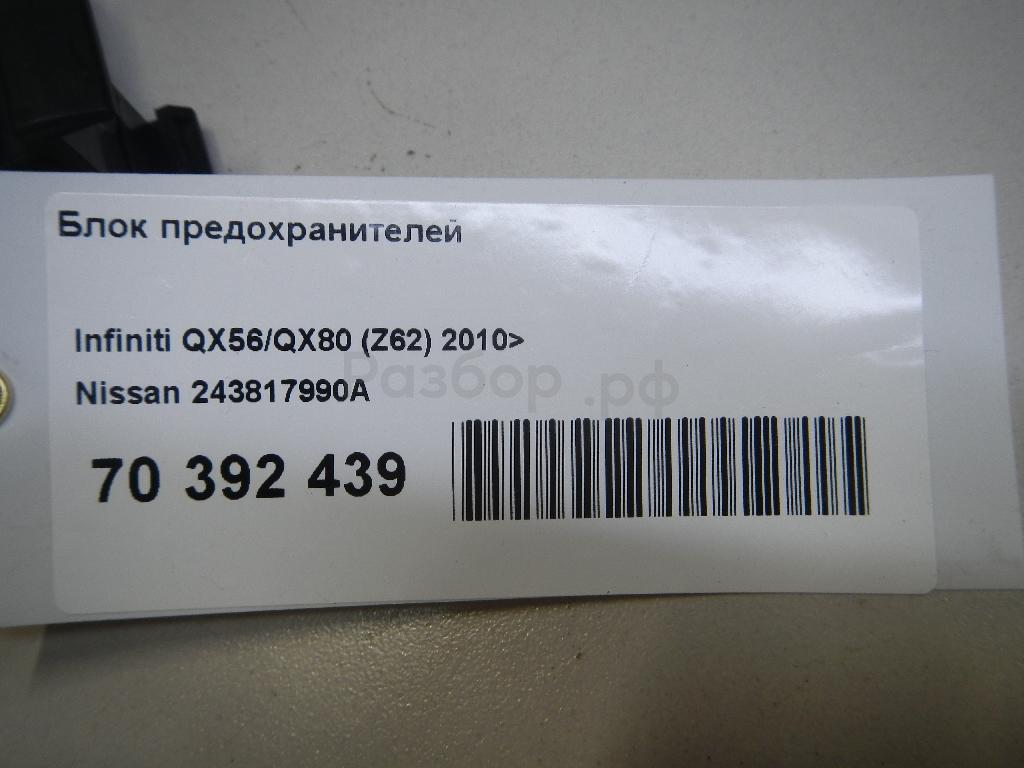 Блок предохранителей
Infiniti QX56/QX80 (Z62) 2010>
Разбор.рф
Nissan 243817990A
70 392 439